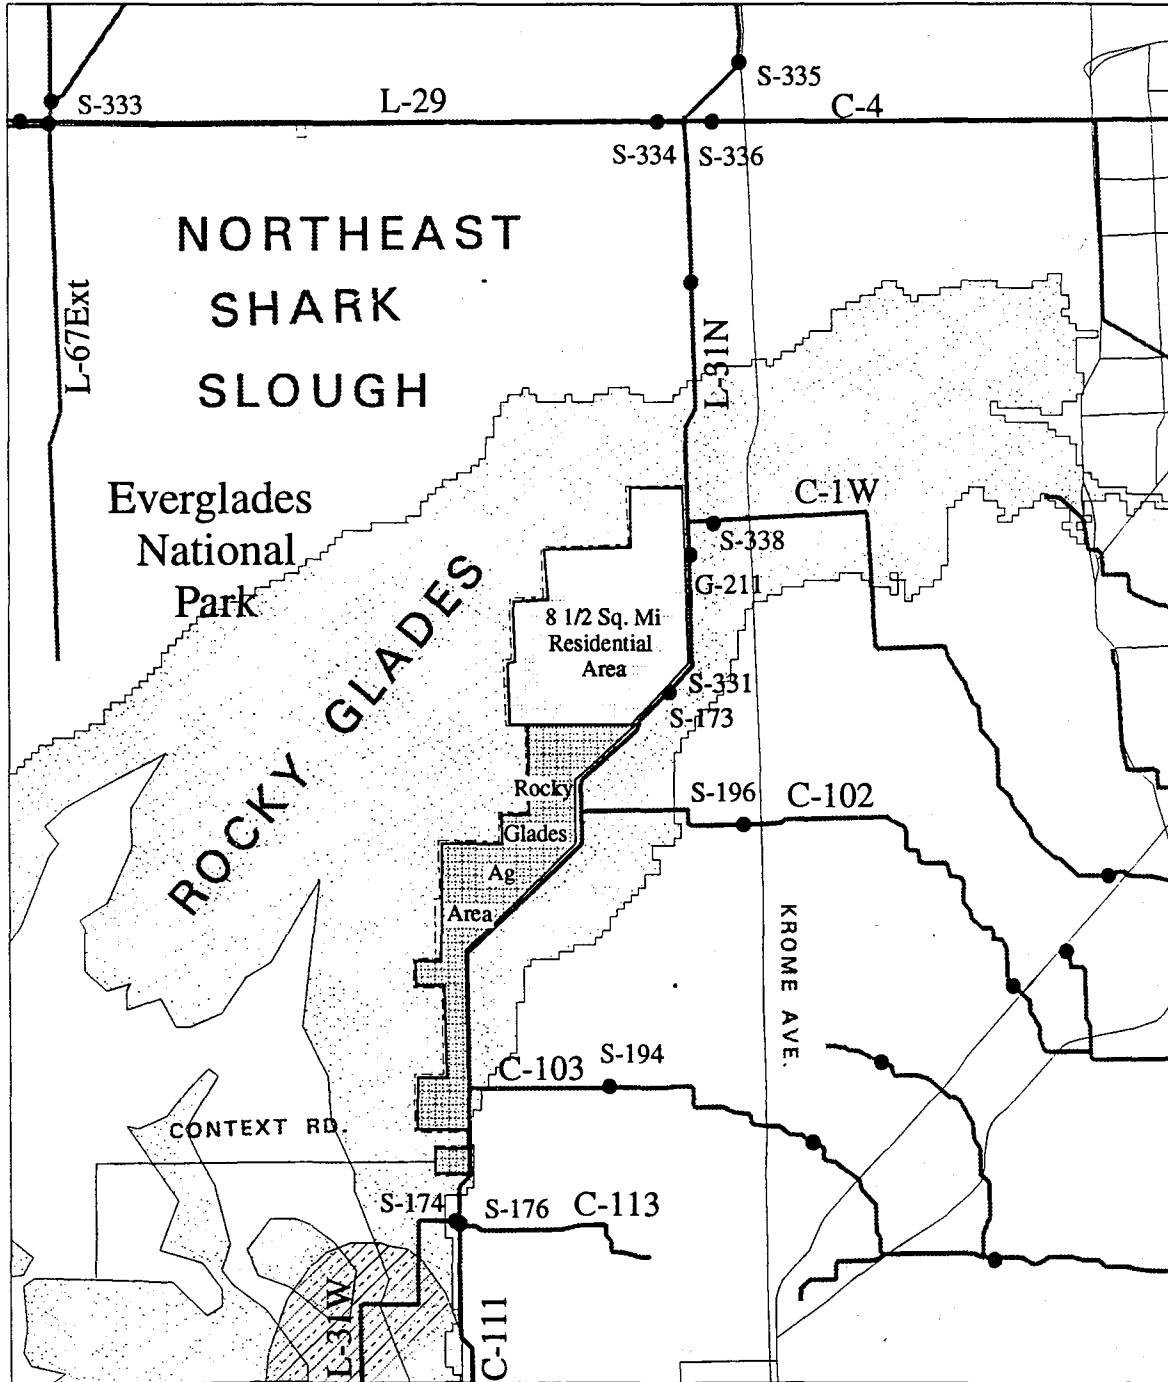 S-335
S-333
L-29
C-4
S-334
S-336
NORTHEAST
SHARK
SLOUGH
L-67Ext
L-31N
Everglades
National
Park
C-1W
S-338
G-211
ROCKY GLADES
8 1/2 Sq. Mi
Residential
Area
S-331
S-173
Rocky
Glades
Ag
Area
S-196
C-102
KROME AVE.
C-103
S-194
CONTEXT RD.
S-174
S-176
C-113
L-31W
C-111